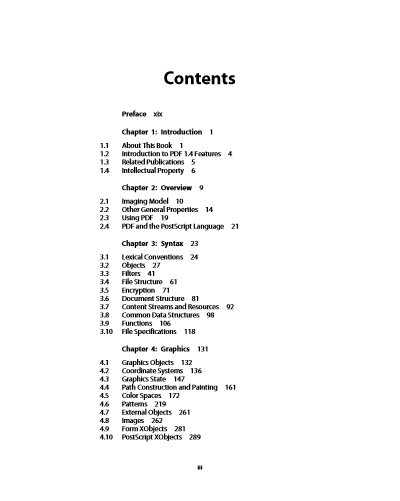 Contents
Preface xix
Chapter 1: Introduction 1
1.1 About This Book 1
1.2 Introduction to PDF 1.4 Features 4
1.3 Related Publications 5
1.4 Intellectual Property 6
Chapter 2: Overview 9
2.1 Imaging Model 10
2.2 Other General Properties 14
2.3 Using PDF 19
2.4 PDF and the PostScript Language 21
Chapter 3: Syntax 23
3.1 Lexical Conventions 24
3.2 Objects 27
3.3 Filters 41
3.4 File Structure 61
3.5 Encryption 71
3.6 Document Structure 81
3.7 Content Streams and Resources 92
3.8 Common Data Structures 98
3.9 Functions 106
3.10 File Specifications 118
Chapter 4: Graphics 131
4.1 Graphics Objects 132
4.2 Coordinate Systems 136
4.3 Graphics State 147
4.4 Path Construction and Painting 161
4.5 Color Spaces 172
4.6 Patterns 219
4.7 External Objects 261
4.8 Images 262
4.9 Form XObjects 281
4.10 PostScript XObjects 289
iii